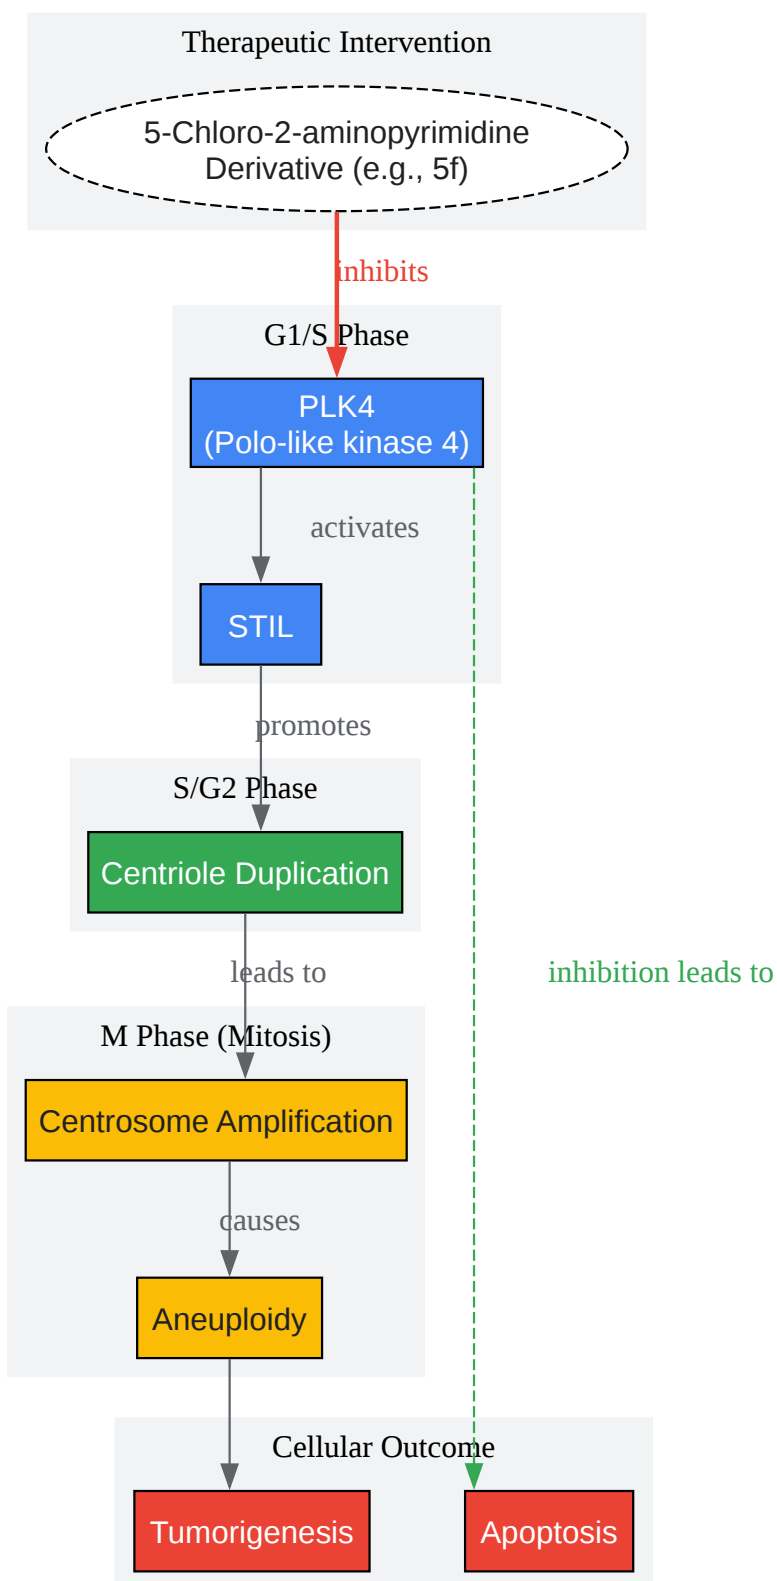 Therapeutic Intervention
5-Chloro-2-aminopyrimidine
Derivative (e.g., 5f)
inhibits
G1/S Phase
PLK4
(Polo-like kinase 4)
activates
STIL
promotes
S/G2 Phase
Centriole Duplication
leads to
inhibition leads to
M Phase (Mitosis)
Centrosome Amplification
causes
Aneuploidy
Cellular Outcome
Tumorigenesis
Apoptosis